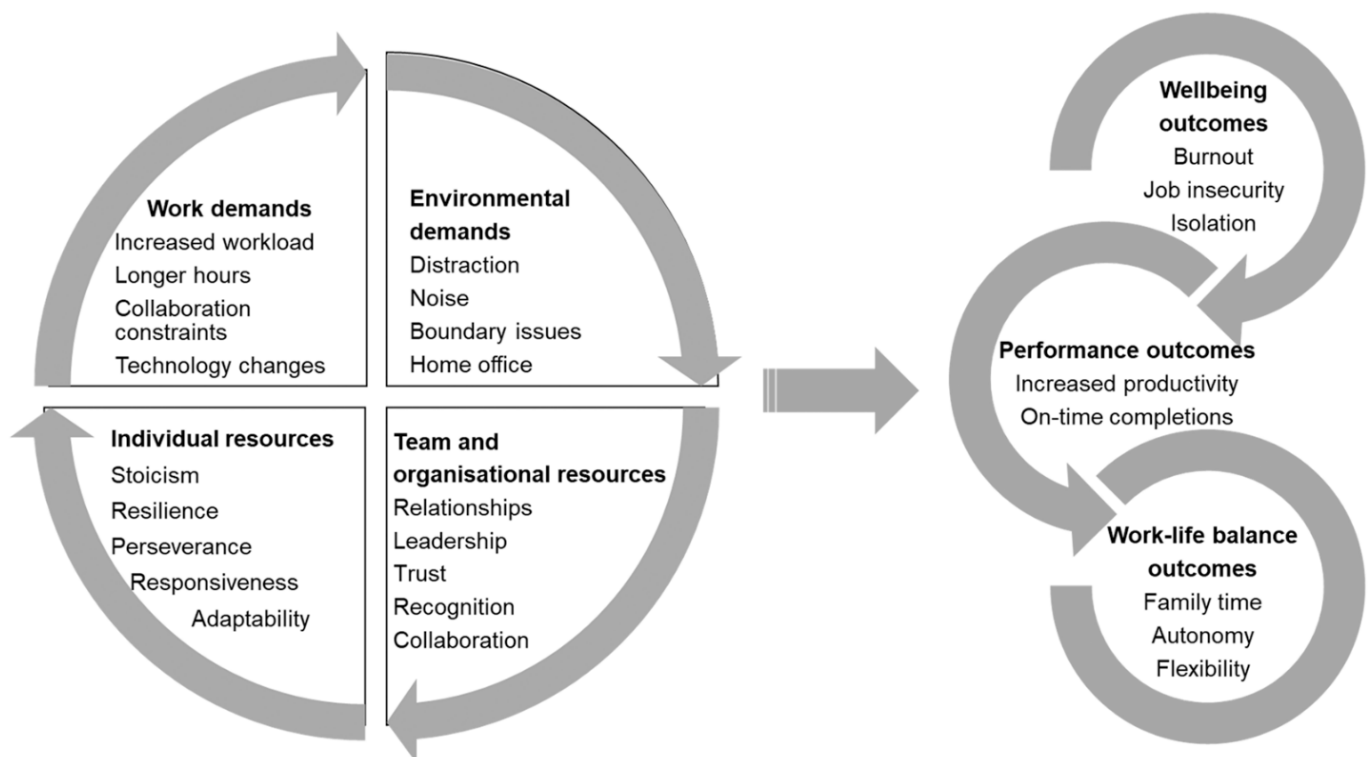 Work demands
Increased workload
Longer hours
Collaboration
constraints
Technology changes
Environmental
demands
Distraction
Noise
Boundary issues
Home office
Individual resources
Stoicism
Resilience
Perseverance
Responsiveness
Adaptability
Team and
organisational resources
Relationships
Leadership
Trust
Recognition
Collaboration
Wellbeing
outcomes
Burnout
Job insecurity
Isolation
Performance outcomes
Increased productivity
On-time completions
Work-life balance
outcomes
Family time
Autonomy
Flexibility